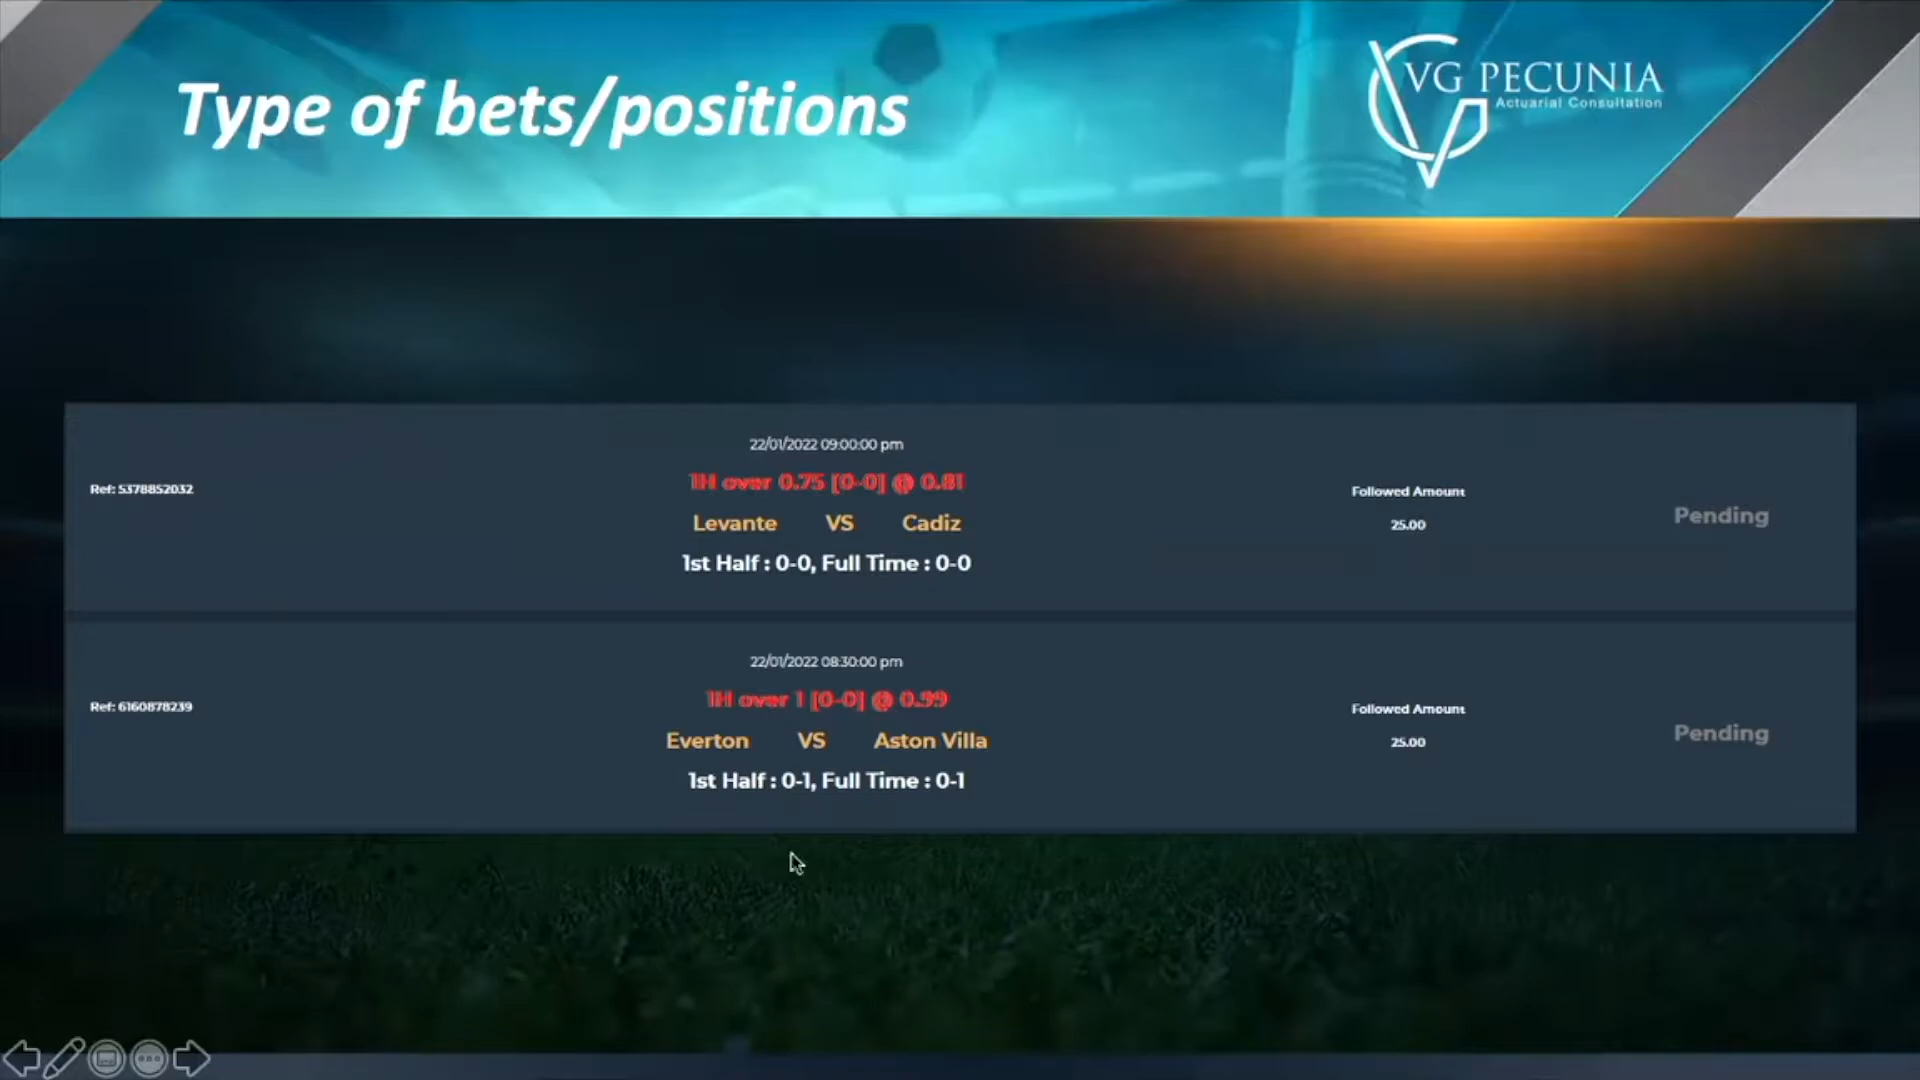 Type of bets/positions
VG PECUNIA
Actuarial Consultation
22/01/2022 09:00:00 pm
Ref: 5378852032
1H over 0.75 [0-0] @ 0.81
Levante VS Cadiz
1st Half : 0-0, Full Time : 0-0
Followed Amount
25.00
Pending
22/01/2022 08:30:00 pm
Ref: 6160878239
1H over 1 [0-0] @ 0.99
Everton VS Aston Villa
1st Half : 0-1, Full Time : 0-1
Followed Amount
25.00
Pending